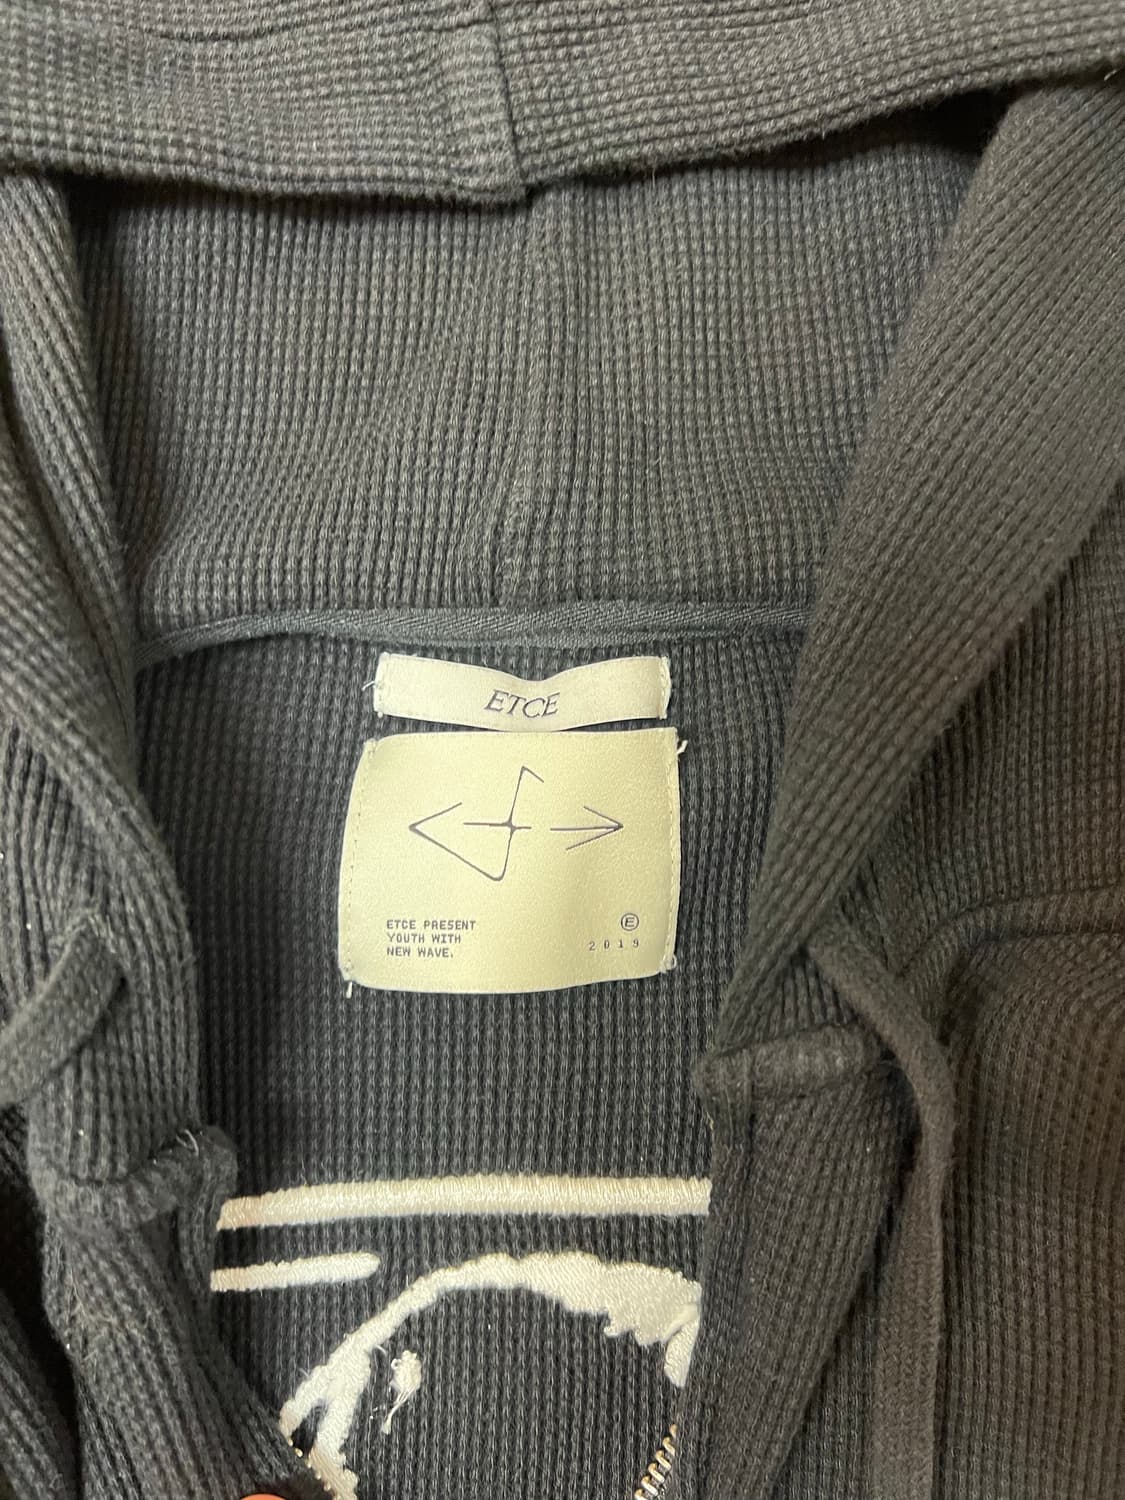 ETCE
ETCE PRESENT
YOUTH WITH
NEW WAVE.
Ⓔ
2019